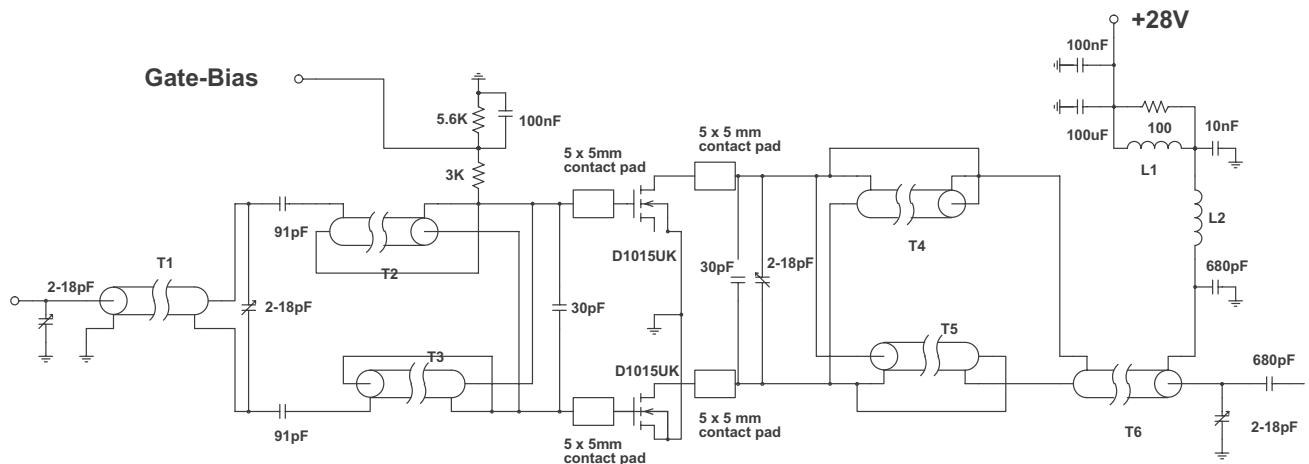 +28V
100nF
Gate-Bias
5.6K
100nF
100uF
100
10nF
5 x 5 mm
contact pad
5 x 5mm
contact pad
L1
3K
L2
91pF
D1015UK
T4
T1
T2
2-18pF
30pF
680pF
2-18pF
2-18pF
30pF
T5
T3
D1015UK
680pF
5 x 5 mm
contact pad
91pF
T6
2-18pF
5 x 5mm
contact pad